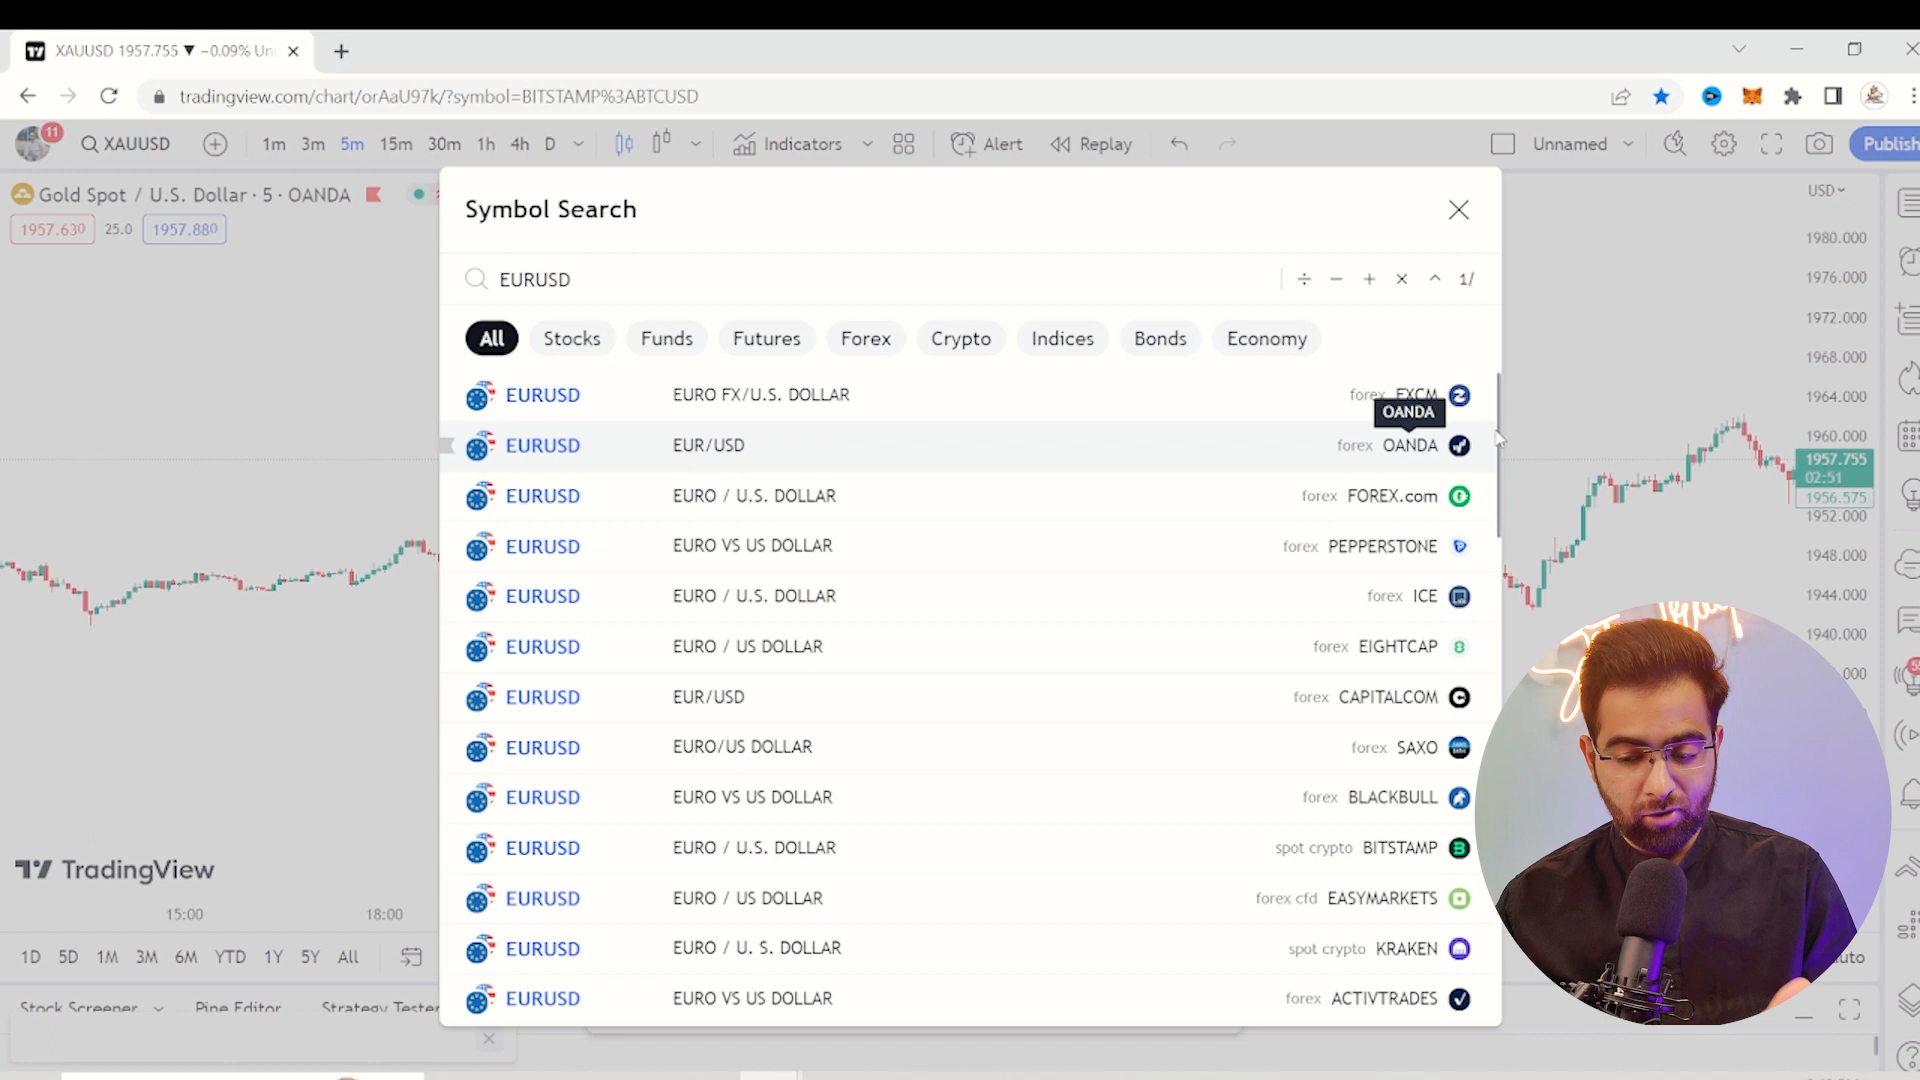 XAUUSD 1957.755 ▼ −0.09% Un
tradingview.com/chart/orAaU97k/?symbol=BITSTAMP%3ABTCUSD
11
XAUUSD
1m 3m 5m 15m 30m 1h 4h D
Indicators
Alert
Replay
Unnamed
Publish
Gold Spot / U.S. Dollar · 5 · OANDA
1957.630 25.0 1957.880
Symbol Search
EURUSD
÷ − + × ^ 1/
All Stocks Funds Futures Forex Crypto Indices Bonds Economy
EURUSD EURO FX/U.S. DOLLAR forex FXCM
OANDA
EURUSD EUR/USD forex OANDA
EURUSD EURO / U.S. DOLLAR forex FOREX.com
EURUSD EURO VS US DOLLAR forex PEPPERSTONE
EURUSD EURO / U.S. DOLLAR forex ICE
EURUSD EURO / US DOLLAR forex EIGHTCAP
EURUSD EUR/USD forex CAPITALCOM
EURUSD EURO/US DOLLAR forex SAXO
EURUSD EURO VS US DOLLAR forex BLACKBULL
EURUSD EURO / U.S. DOLLAR spot crypto BITSTAMP
EURUSD EURO / US DOLLAR forex cfd EASYMARKETS
EURUSD EURO / U. S. DOLLAR spot crypto KRAKEN
EURUSD EURO VS US DOLLAR forex ACTIVTRADES
USD
1980.000
1976.000
1972.000
1968.000
1964.000
1960.000
1957.755
02:51
1956.575
1952.000
1948.000
1944.000
1940.000
000
uto
TradingView
15:00 18:00
1D 5D 1M 3M 6M YTD 1Y 5Y All
Stock Screener Pine Editor Strategy Tester